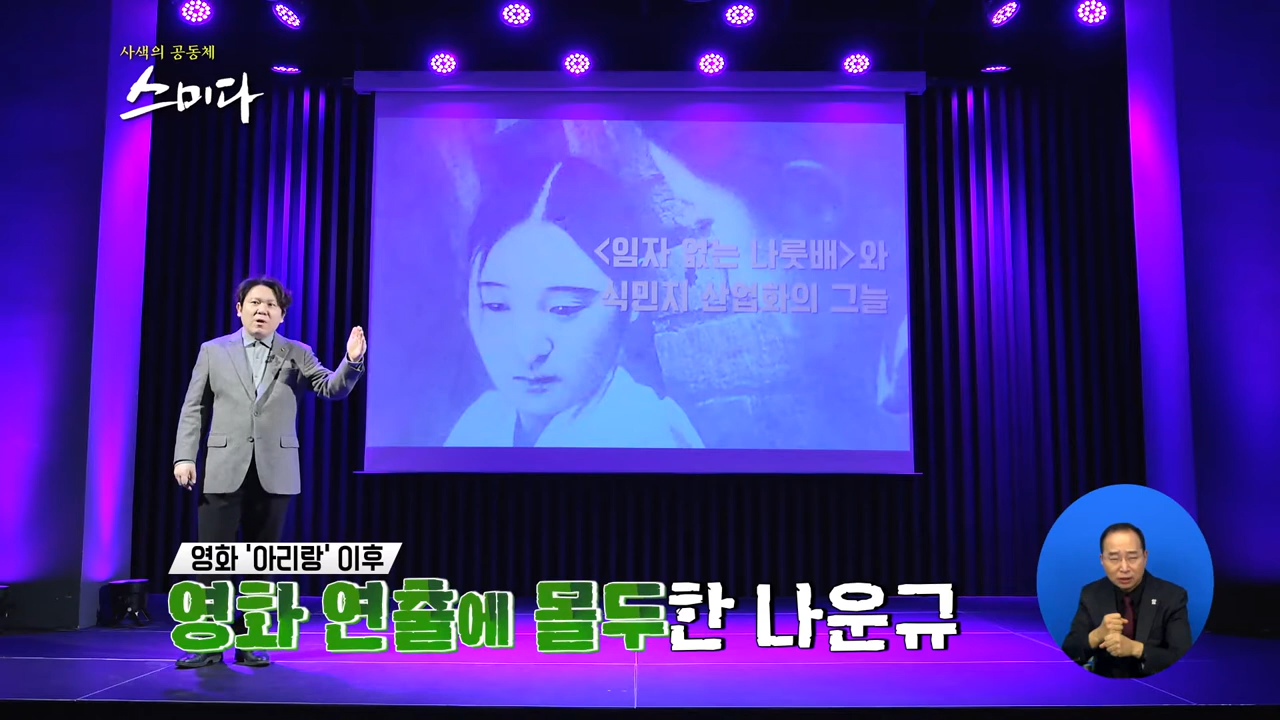 사색의 공동체
스미다
<임자 없는 나룻배>와
식민지 산업화의 그늘
영화 '아리랑' 이후
영화 연출에 몰두한 나운규